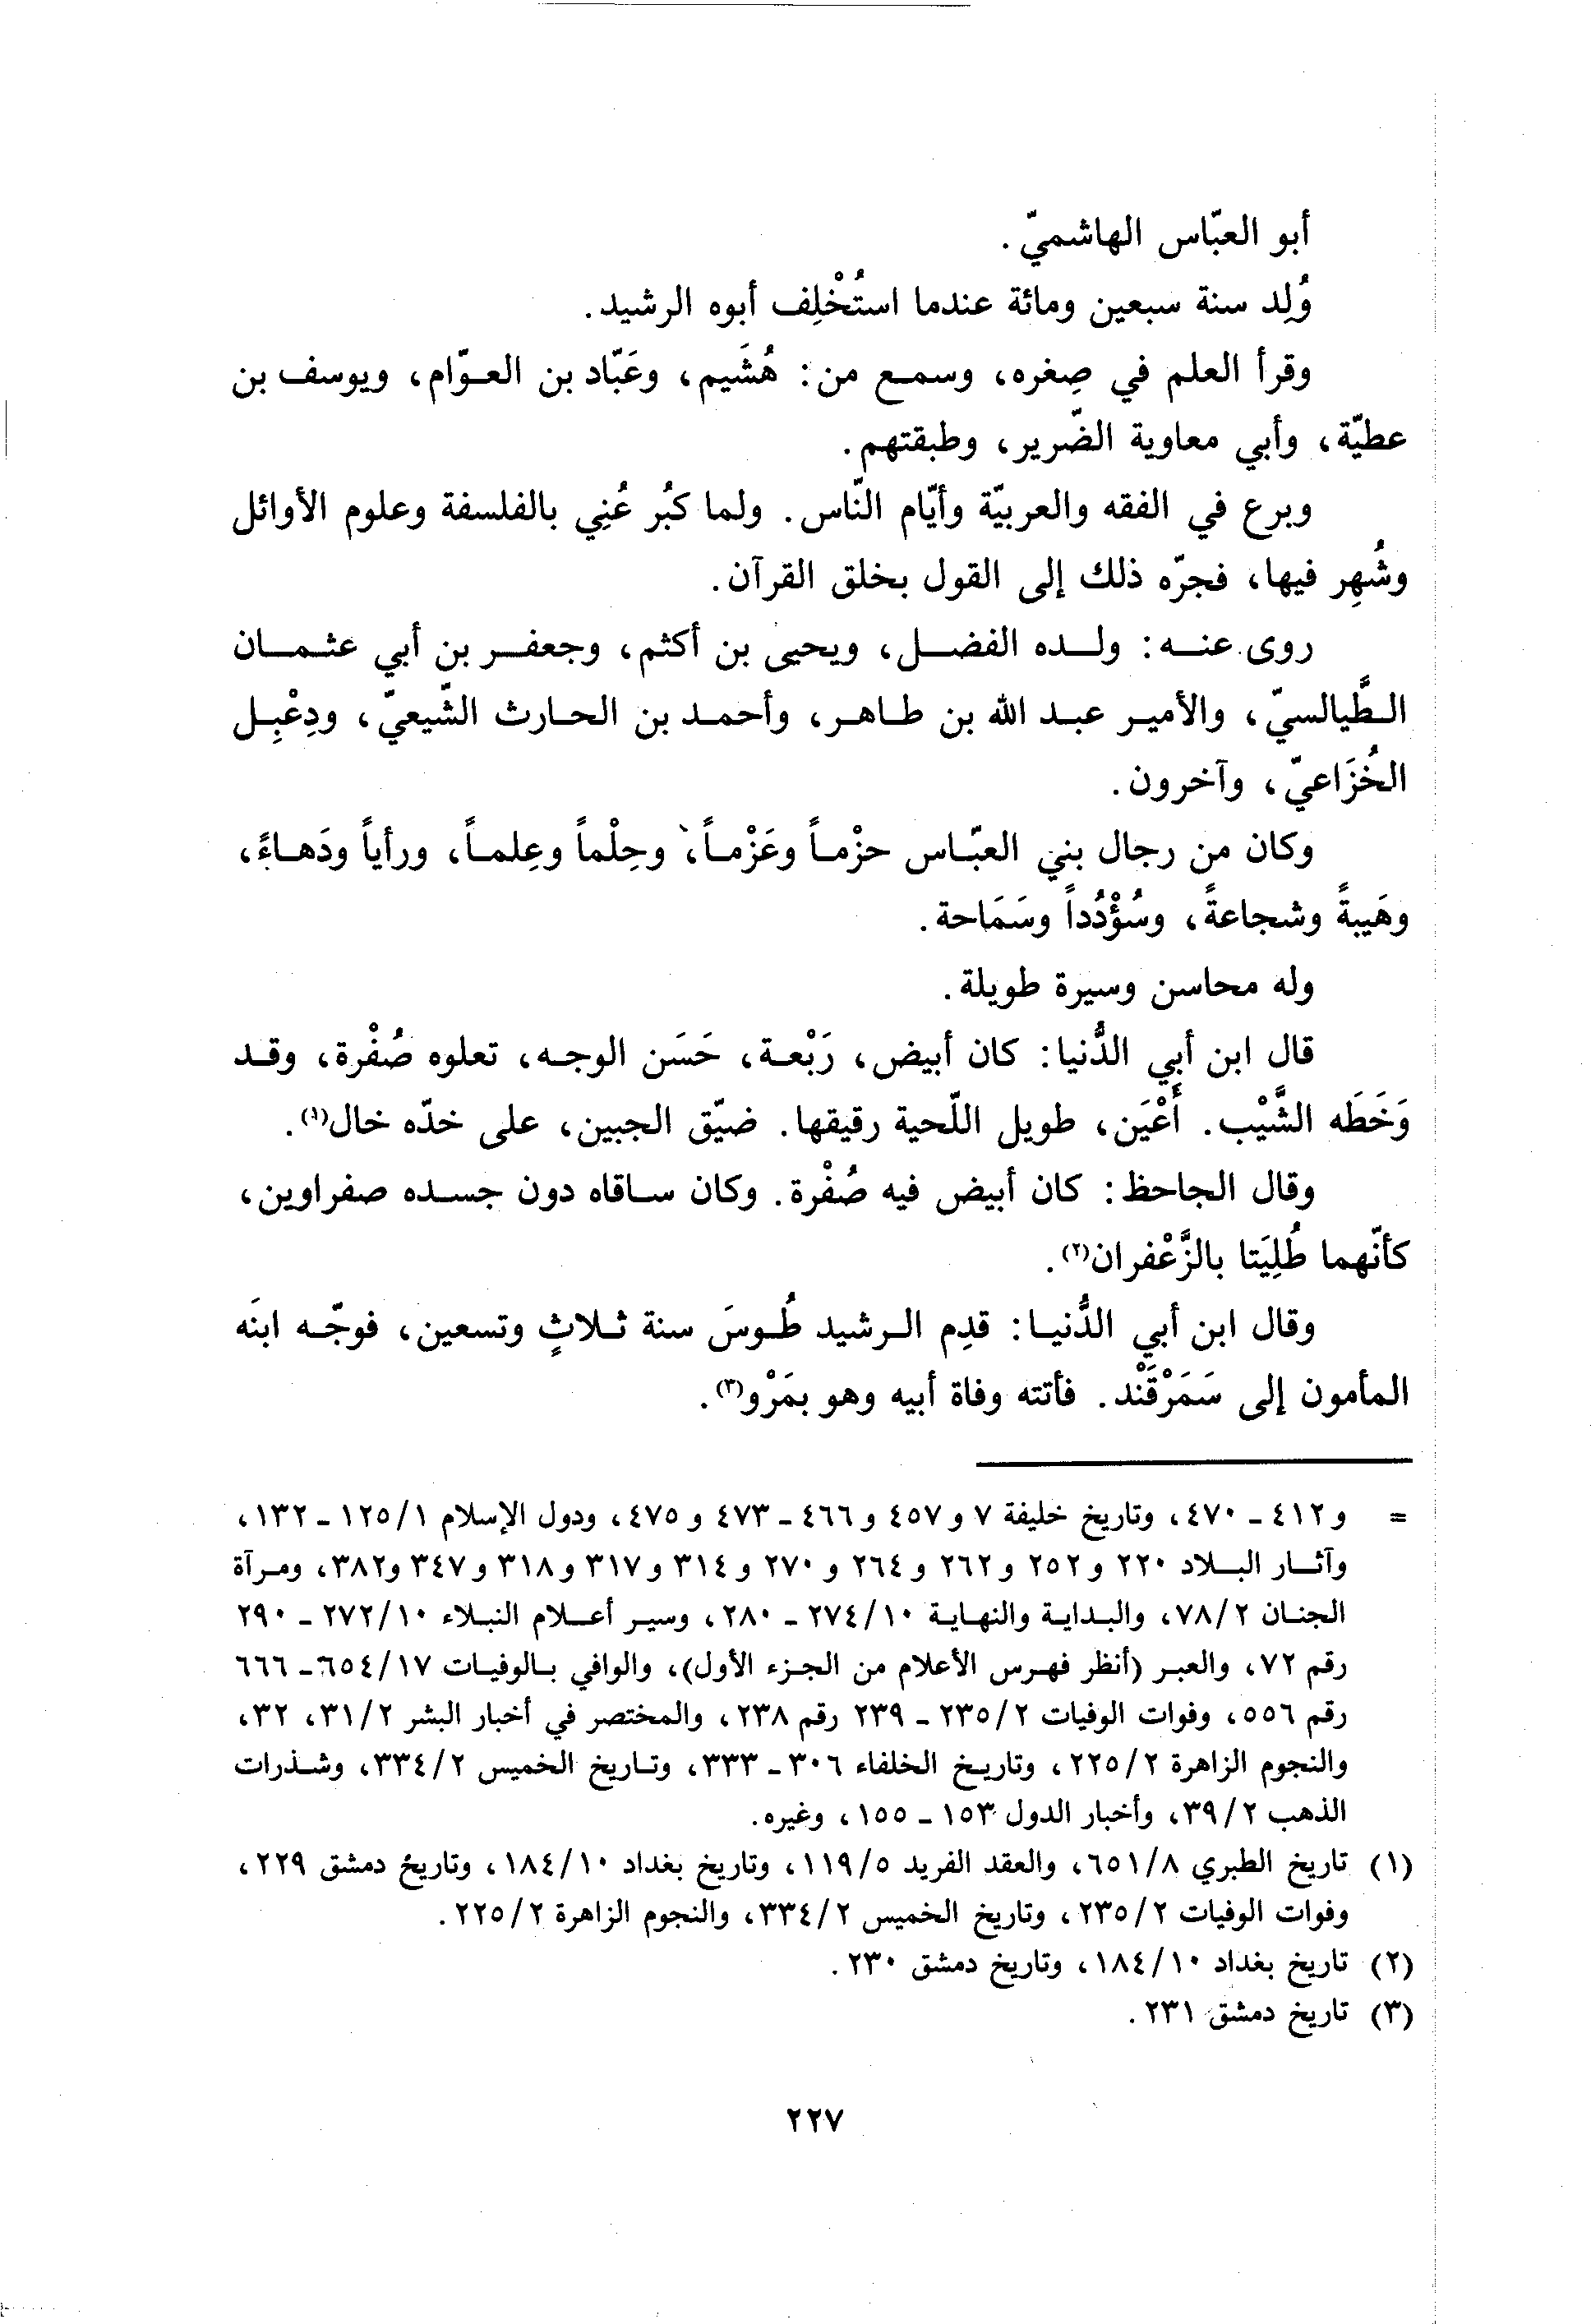 أبو العبّاس الهاشميّ.
وُلِد سنة سبعين ومائة عندما استُخْلِف أبوه الرشيد.
وقرأ العلم في صِغره، وسمع من: هُشَيم، وعَبّاد بن العوّام، ويوسف بن
عطيّة، وأبي معاوية الضّرير، وطبقتهم.
وبرع في الفقه والعربيّة وأيّام النّاس. ولما كبُر عُنِي بالفلسفة وعلوم الأوائل
وشُهِر فيها، فجرّه ذلك إلى القول بخلق القرآن.
روى عنه: ولده الفضل، ويحيى بن أكثم، وجعفر بن أبي عثمان
الطَّيالسيّ، والأمير عبد الله بن طاهر، وأحمد بن الحارث الشّيعيّ، ودِعْبِل
الخُزَاعيّ، وآخرون.
وكان من رجال بني العبّاس حزْماً وعَزْماً، وحِلْماً وعِلماً، ورأياً ودَهاءً،
وهَيبةً وشجاعةً، وسُؤْدُداً وسَمَاحة.
وله محاسن وسيرة طويلة.
قال ابن أبي الدُّنيا: كان أبيض، رَبْعة، حَسَن الوجه، تعلوه صُفْرة، وقد
وَخَطَه الشَّيْب. أَعْيَن، طويل اللّحية رقيقها. ضيّق الجبين، على خدّه خال(١).
وقال الجاحظ: كان أبيض فيه صُفْرة. وكان ساقاه دون جسده صفراوين،
كأنّهما طُلِيَتا بالزَّعْفران(٢).
وقال ابن أبي الدُّنيا: قدِم الرشيد طُوسَ سنة ثلاثٍ وتسعين، فوجّه ابنَه
المأمون إلى سَمَرْقَنْد. فأتته وفاة أبيه وهو بمَرْو(٣).
= و٤١٢ - ٤٧٠، وتاريخ خليفة ٧ و ٤٥٧ و ٤٦٦ - ٤٧٣ و ٤٧٥، ودول الإسلام ١/ ١٢٥ - ١٣٢،
وآثار البلاد ٢٢٠ و ٢٥٢ و ٢٦٢ و ٢٦٤ و ٢٧٠ و ٣١٤ و ٣١٧ و ٣١٨ و ٣٤٧ و٣٨٢، ومرآة
الجنان ٢/ ٧٨، والبداية والنهاية ١٠/ ٢٧٤ - ٢٨٠، وسير أعلام النبلاء ١٠/ ٢٧٢ - ٢٩٠
رقم ٧٢، والعبر (أنظر فهرس الأعلام من الجزء الأول)، والوافي بالوفيات ١٧/ ٦٥٤ - ٦٦٦
رقم ٥٥٦، وفوات الوفيات ٢/ ٢٣٥ - ٢٣٩ رقم ٢٣٨، والمختصر في أخبار البشر ٢/ ٣١، ٣٢،
والنجوم الزاهرة ٢/ ٢٢٥، وتاريخ الخلفاء ٣٠٦ - ٣٣٣، وتاريخ الخميس ٢/ ٣٣٤، وشذرات
الذهب ٢/ ٣٩، وأخبار الدول ١٥٣ - ١٥٥، وغيره.
(١) تاريخ الطبري ٨/ ٦٥١، والعقد الفريد ٥/ ١١٩، وتاريخ بغداد ١٠/ ١٨٤، وتاريخ دمشق ٢٢٩،
وفوات الوفيات ٢/ ٢٣٥، وتاريخ الخميس ٢/ ٣٣٤، والنجوم الزاهرة ٢/ ٢٢٥.
(٢) تاريخ بغداد ١٠/ ١٨٤، وتاريخ دمشق ٢٣٠.
(٣) تاريخ دمشق ٢٣١.
٢٢٧